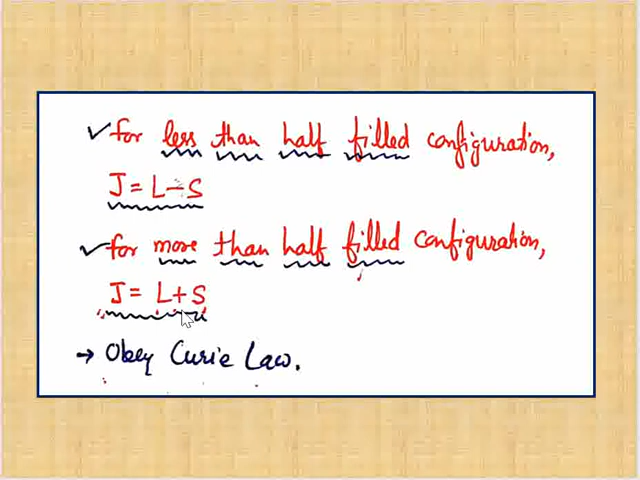 ✓ for less than half filled configuration,
J = L-S
✓ for more than half filled configuration,
J = L+S
→ Obey Curie Law.